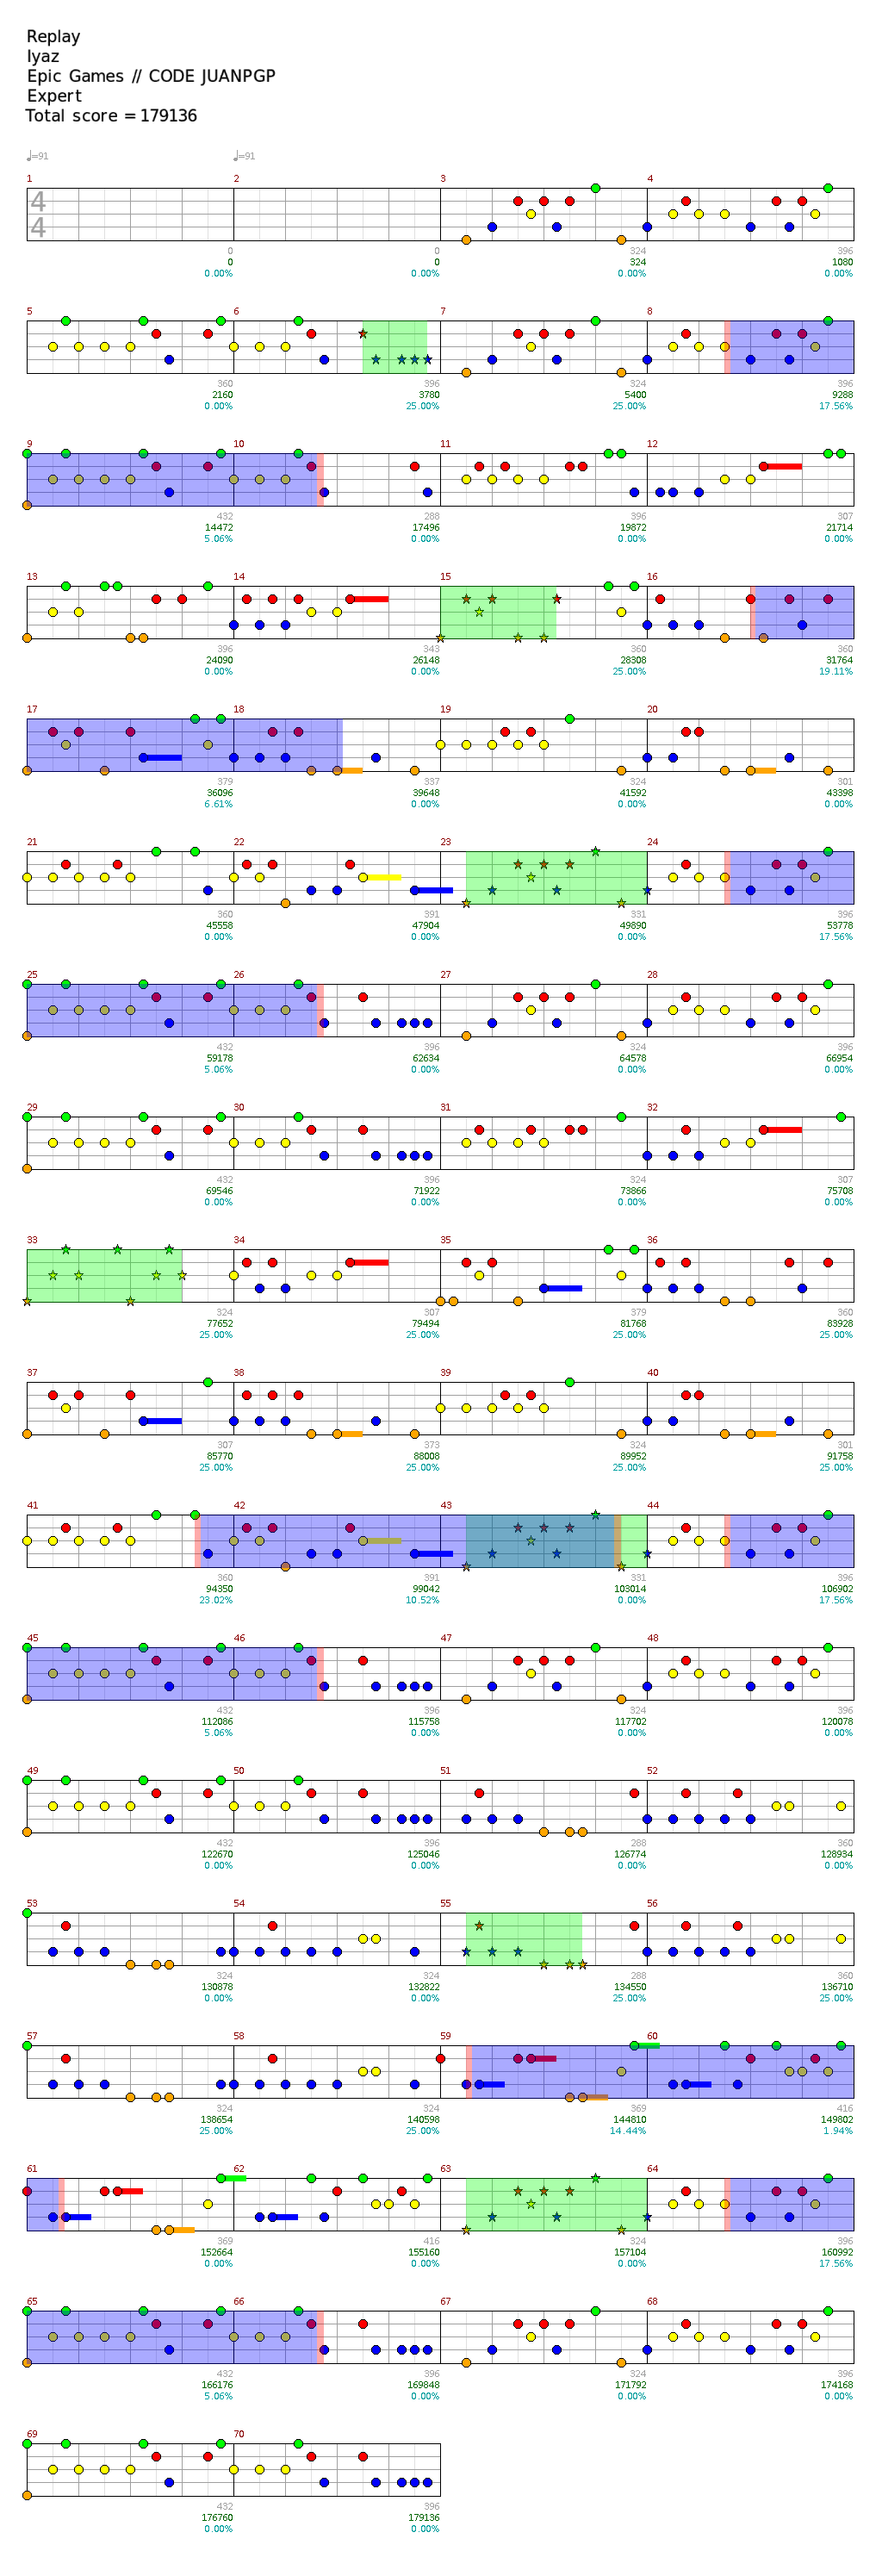 Replay
Iyaz
Epic Games // CODE JUANPGP
Expert
Total score = 179136
♩=91 ♩=91
1 2 3 4
4
4
0 0 324 396
0 0 324 1080
0.00% 0.00% 0.00% 0.00%
5 6 7 8
360 396 324 396
2160 3780 5400 9288
0.00% 25.00% 25.00% 17.56%
9 10 11 12
432 288 396 307
14472 17496 19872 21714
5.06% 0.00% 0.00% 0.00%
13 14 15 16
396 343 360 360
24090 26148 28308 31764
0.00% 0.00% 25.00% 19.11%
17 18 19 20
379 337 324 301
36096 39648 41592 43398
6.61% 0.00% 0.00% 0.00%
21 22 23 24
360 391 331 396
45558 47904 49890 53778
0.00% 0.00% 25.00% 17.56%
25 26 27 28
432 396 324 396
59178 62634 64578 66954
5.06% 0.00% 0.00% 0.00%
29 30 31 32
432 396 324 307
69546 71922 73866 75708
0.00% 0.00% 0.00% 0.00%
33 34 35 36
324 307 379 360
77652 79494 81768 83928
25.00% 25.00% 25.00% 25.00%
37 38 39 40
307 373 324 301
85770 88008 89952 91758
25.00% 25.00% 25.00% 25.00%
41 42 43 44
360 391 331 396
94350 99042 103014 106902
23.02% 10.52% 0.00% 17.56%
45 46 47 48
432 396 324 396
112086 115758 117702 120078
5.06% 0.00% 0.00% 0.00%
49 50 51 52
432 396 288 360
122670 125046 126774 128934
0.00% 0.00% 0.00% 0.00%
53 54 55 56
324 324 288 360
130878 132822 134550 136710
0.00% 0.00% 25.00% 25.00%
57 58 59 60
324 324 369 416
138654 140598 144810 149802
25.00% 25.00% 14.44% 1.94%
61 62 63 64
369 416 324 396
152664 155160 157104 160992
0.00% 0.00% 25.00% 17.56%
65 66 67 68
432 396 324 396
166176 169848 171792 174168
5.06% 0.00% 0.00% 0.00%
69 70
432 396
176760 179136
0.00% 0.00%